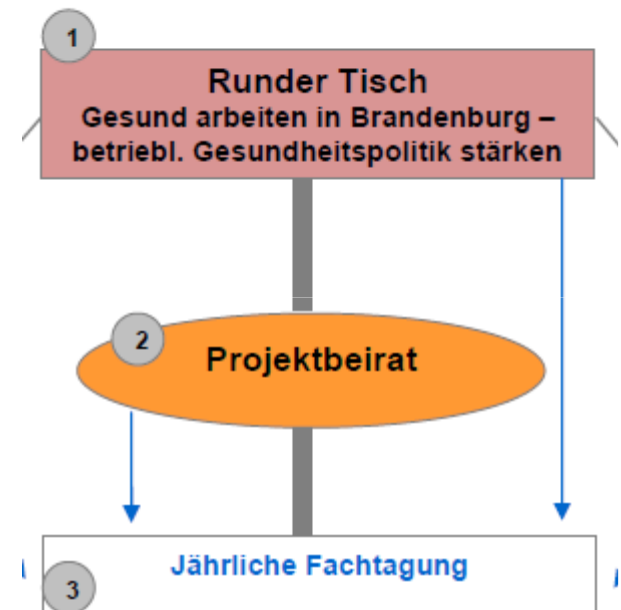 1
Runder Tisch
Gesund arbeiten in Brandenburg –
betriebl. Gesundheitspolitik stärken
2
Projektbeirat
Jährliche Fachtagung
3